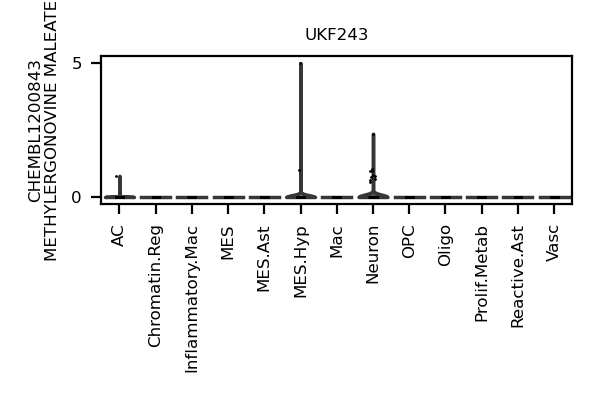 UKF243
CHEMBL1200843
METHYLERGONOVINE MALEATE
5
0
AC
Chromatin.Reg
Inflammatory.Mac
MES
MES.Ast
MES.Hyp
Mac
Neuron
OPC
Oligo
Prolif.Metab
Reactive.Ast
Vasc